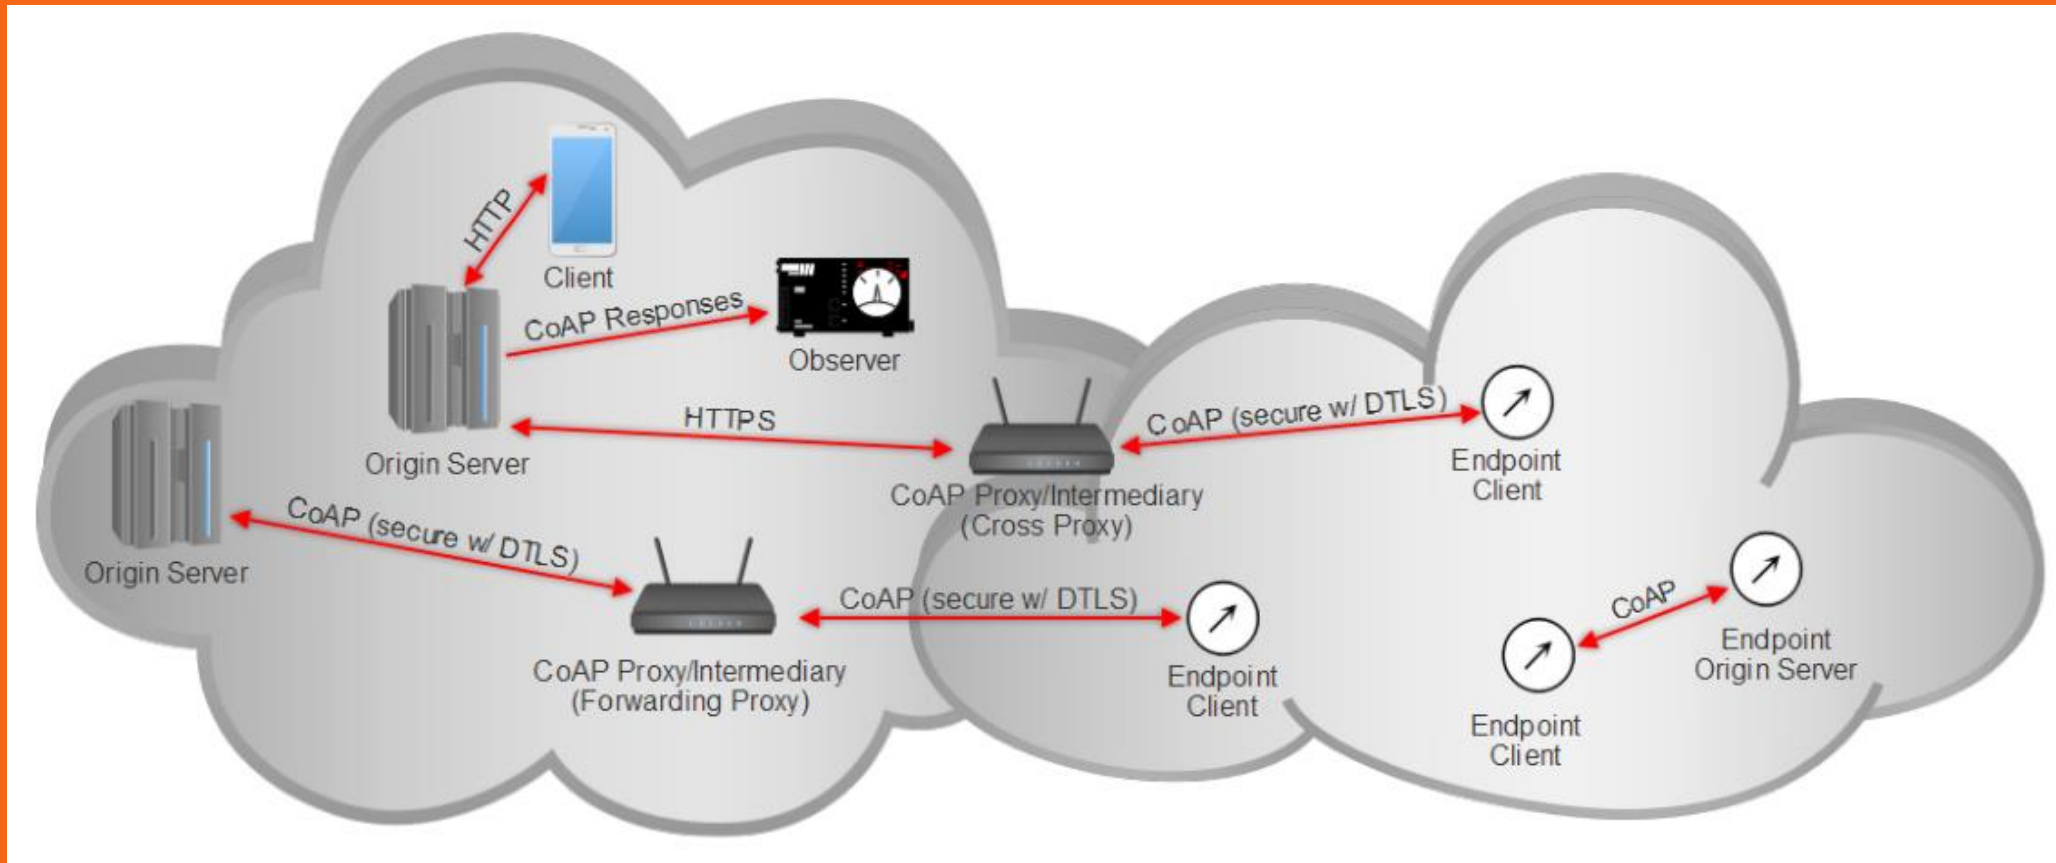 HTTP
Client
CoAP Responses
Observer
Origin Server
HTTPS
CoAP Proxy/Intermediary
(Cross Proxy)
CoAP (secure w/ DTLS)
Endpoint
Client
Origin Server
CoAP (secure w/ DTLS)
CoAP Proxy/Intermediary
(Forwarding Proxy)
CoAP (secure w/ DTLS)
Endpoint
Client
CoAP
Endpoint
Origin Server
Endpoint
Client